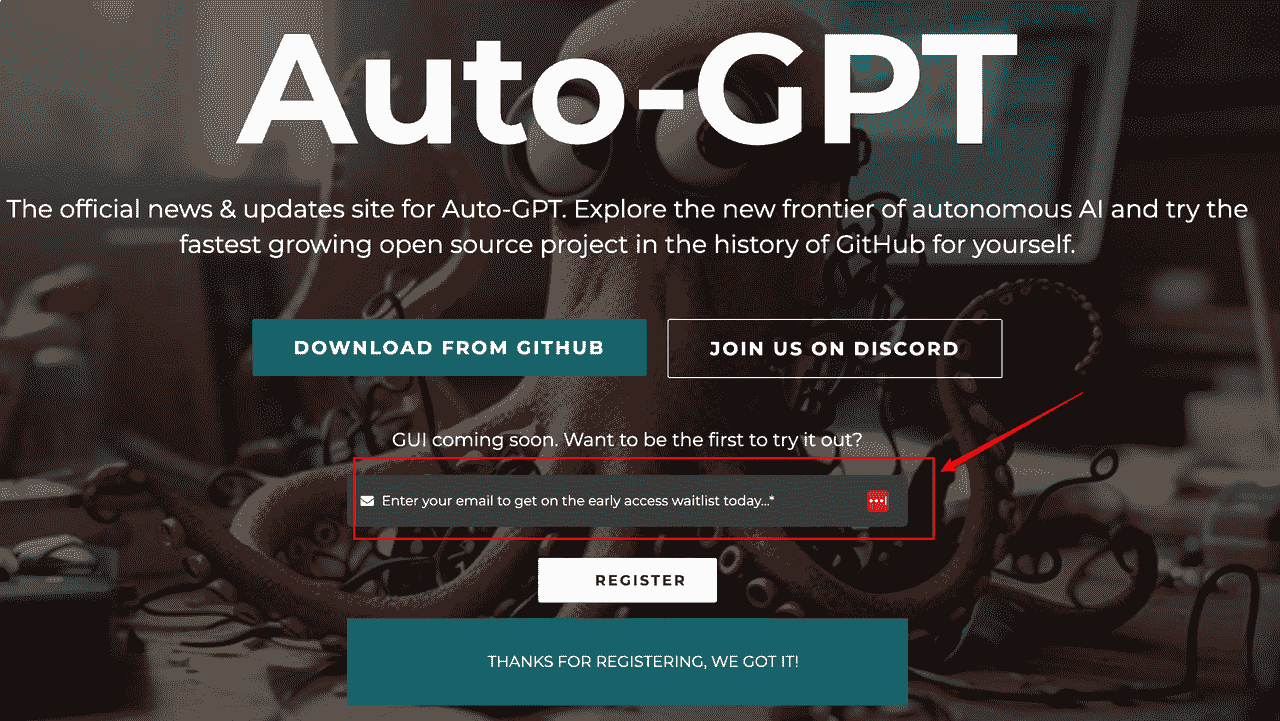 Auto-GPT
The official news & updates site for Auto-GPT. Explore the new frontier of autonomous AI and try the
fastest growing open source project in the history of GitHub for yourself.
DOWNLOAD FROM GITHUB
JOIN US ON DISCORD
GUI coming soon. Want to be the first to try it out?
Enter your email to get on the early access waitlist today...*
REGISTER
THANKS FOR REGISTERING, WE GOT IT!